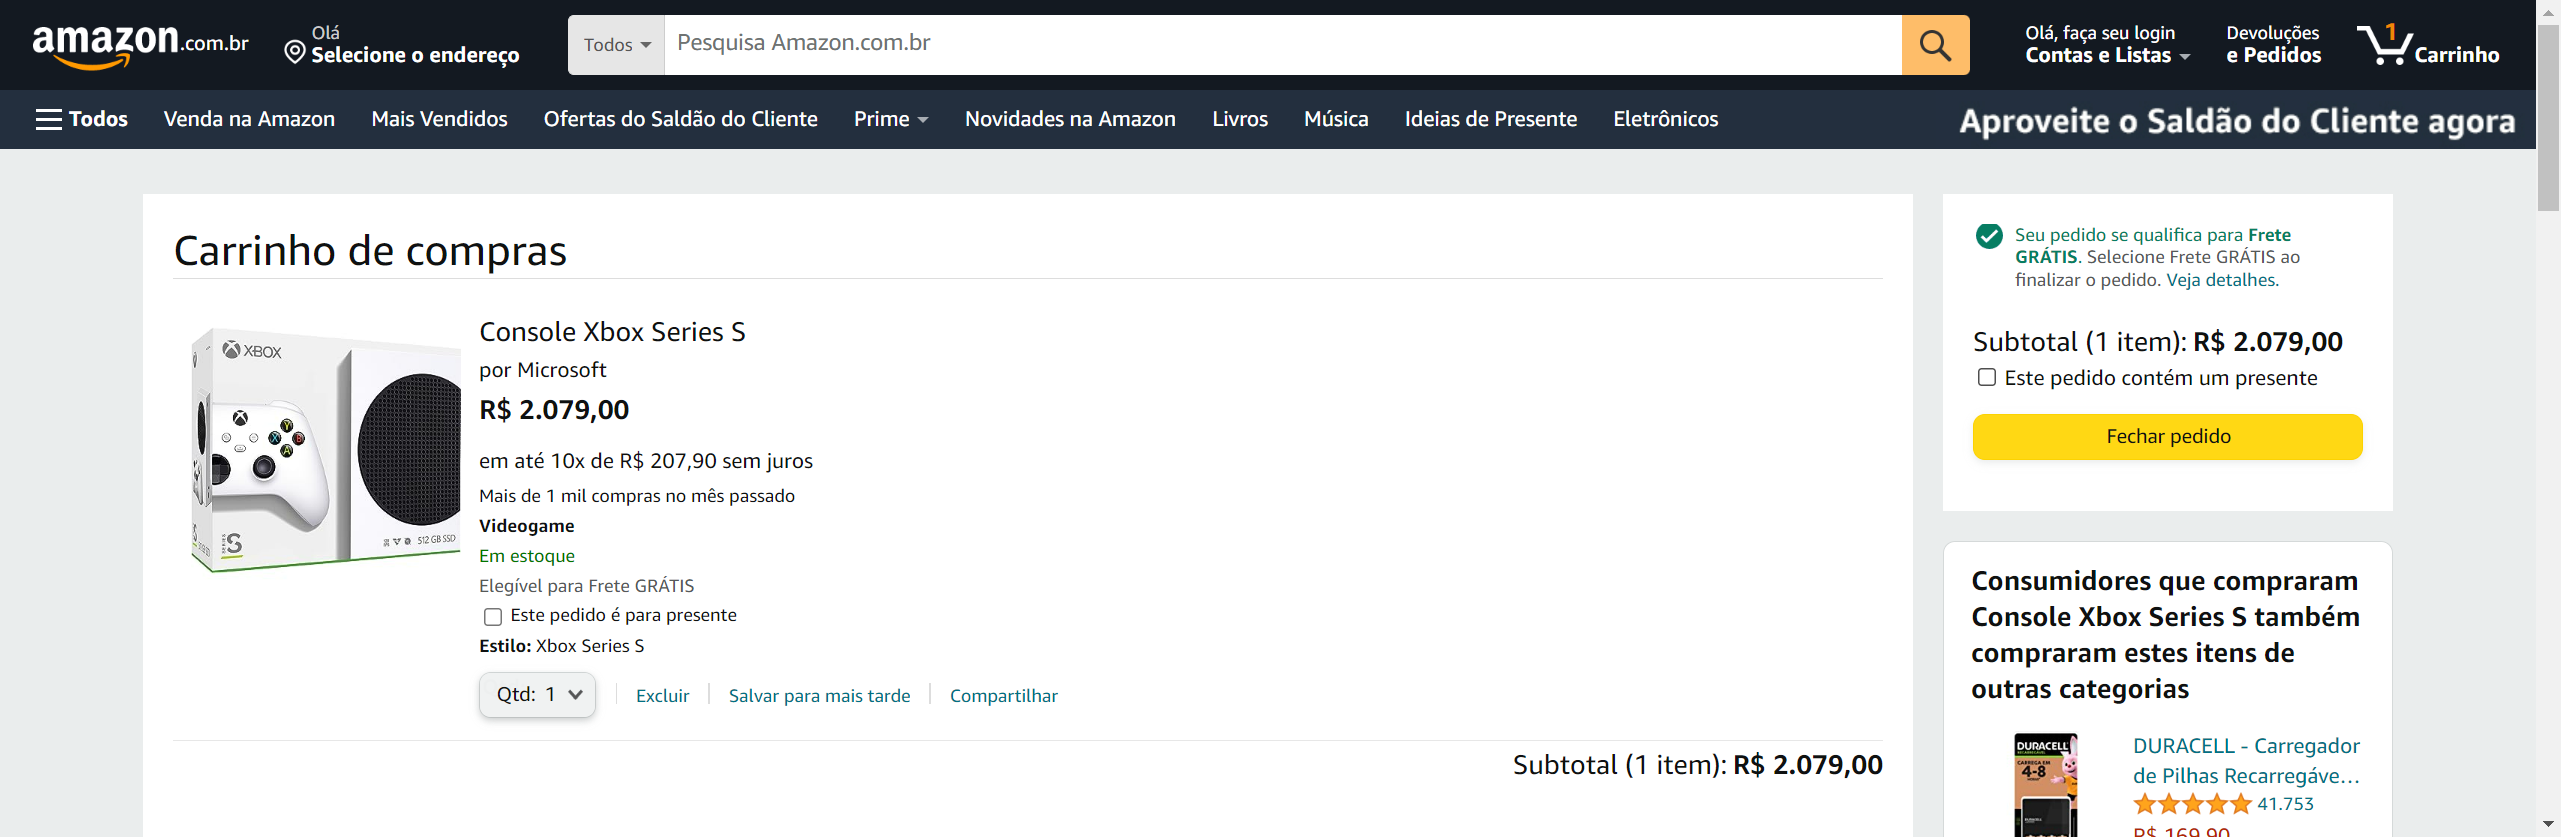 amazon.com.br
Olá
Selecione o endereço
Todos
Pesquisa Amazon.com.br
Olá, faça seu login
Contas e Listas
Devoluções
e Pedidos
1
Carrinho
Todos
Venda na Amazon
Mais Vendidos
Ofertas do Saldão do Cliente
Prime
Novidades na Amazon
Livros
Música
Ideias de Presente
Eletrônicos
Aproveite o Saldão do Cliente agora
Carrinho de compras
XBOX
Y
X
B
A
SERIES S
512 GB SSD
Console Xbox Series S
por Microsoft
R$ 2.079,00
em até 10x de R$ 207,90 sem juros
Mais de 1 mil compras no mês passado
Videogame
Em estoque
Elegível para Frete GRÁTIS
Este pedido é para presente
Estilo: Xbox Series S
Qtd: 1
Excluir
Salvar para mais tarde
Compartilhar
Subtotal (1 item): R$ 2.079,00
Seu pedido se qualifica para Frete
GRÁTIS. Selecione Frete GRÁTIS ao
finalizar o pedido. Veja detalhes.
Subtotal (1 item): R$ 2.079,00
Este pedido contém um presente
Fechar pedido
Consumidores que compraram
Console Xbox Series S também
compraram estes itens de
outras categorias
DURACELL
CARREGA EM
4-8
DURACELL - Carregador
de Pilhas Recarregáve...
41.753
R$ 169,90